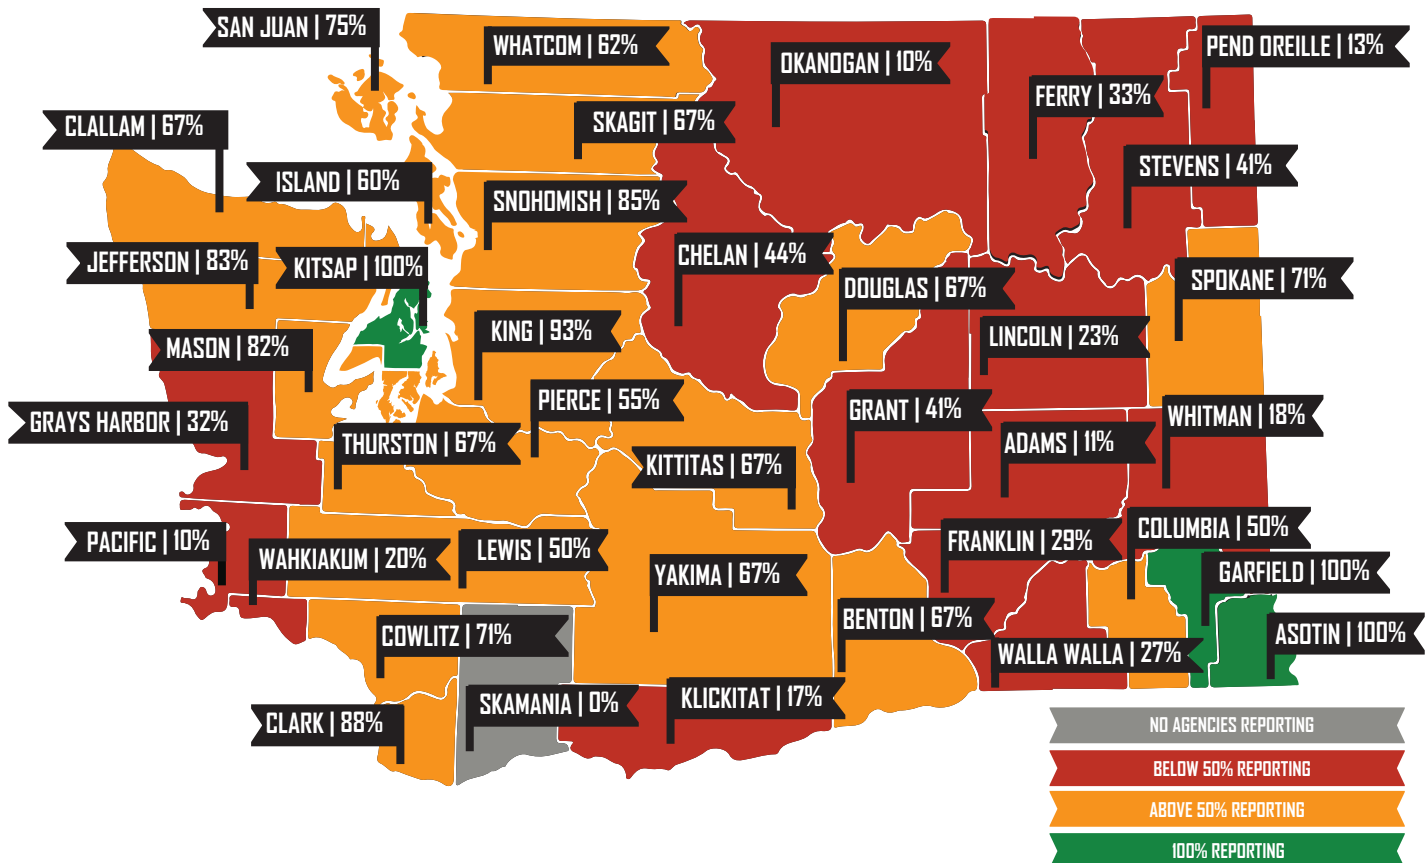 SAN JUAN | 75%
WHATCOM | 62%
OKANOGAN | 10%
PEND OREILLE | 13%
FERRY | 33%
CLALLAM | 67%
SKAGIT | 67%
STEVENS | 41%
ISLAND | 60%
SNOHOMISH | 85%
JEFFERSON | 83%
KITSAP | 100%
CHELAN | 44%
DOUGLAS | 67%
SPOKANE | 71%
MASON | 82%
KING | 93%
LINCOLN | 23%
PIERCE | 55%
GRANT | 41%
WHITMAN | 18%
GRAYS HARBOR | 32%
THURSTON | 67%
KITTITAS | 67%
ADAMS | 11%
PACIFIC | 10%
WAHKIAKUM | 20%
LEWIS | 50%
YAKIMA | 67%
FRANKLIN | 29%
COLUMBIA | 50%
GARFIELD | 100%
COWLITZ | 71%
BENTON | 67%
WALLA WALLA | 27%
ASOTIN | 100%
CLARK | 88%
SKAMANIA | 0%
KLICKITAT | 17%
NO AGENCIES REPORTING
BELOW 50% REPORTING
ABOVE 50% REPORTING
100% REPORTING